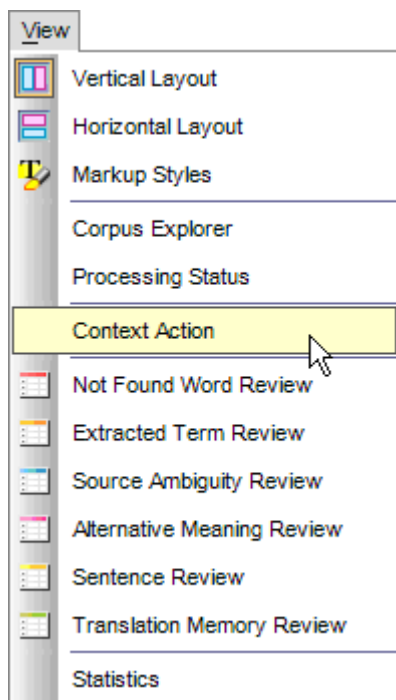 View
Vertical Layout
Horizontal Layout
Markup Styles
Corpus Explorer
Processing Status
Context Action
Not Found Word Review
Extracted Term Review
Source Ambiguity Review
Alternative Meaning Review
Sentence Review
Translation Memory Review
Statistics